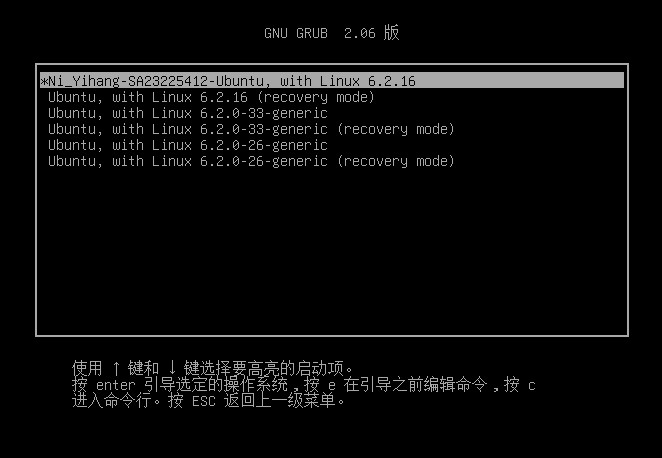 GNU GRUB  2.06 版
*Ni_Yihang-SA23225412-Ubuntu, with Linux 6.2.16
Ubuntu, with Linux 6.2.16 (recovery mode)
Ubuntu, with Linux 6.2.0-33-generic
Ubuntu, with Linux 6.2.0-33-generic (recovery mode)
Ubuntu, with Linux 6.2.0-26-generic
Ubuntu, with Linux 6.2.0-26-generic (recovery mode)
使用 ↑ 键和 ↓ 键选择要高亮的启动项。
按 enter 引导选定的操作系统,按 e 在引导之前编辑命令,按 c
进入命令行。按 ESC 返回上一级菜单。